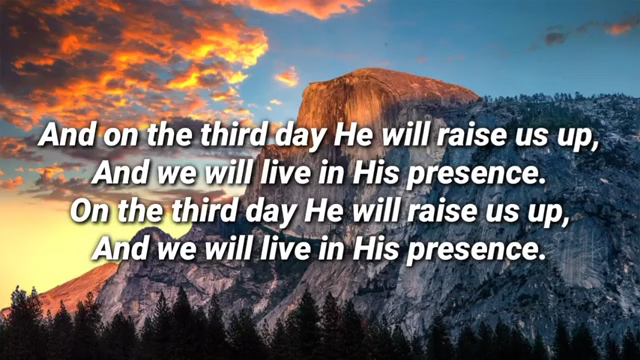 And on the third day He will raise us up,
And we will live in His presence.
On the third day He will raise us up,
And we will live in His presence.